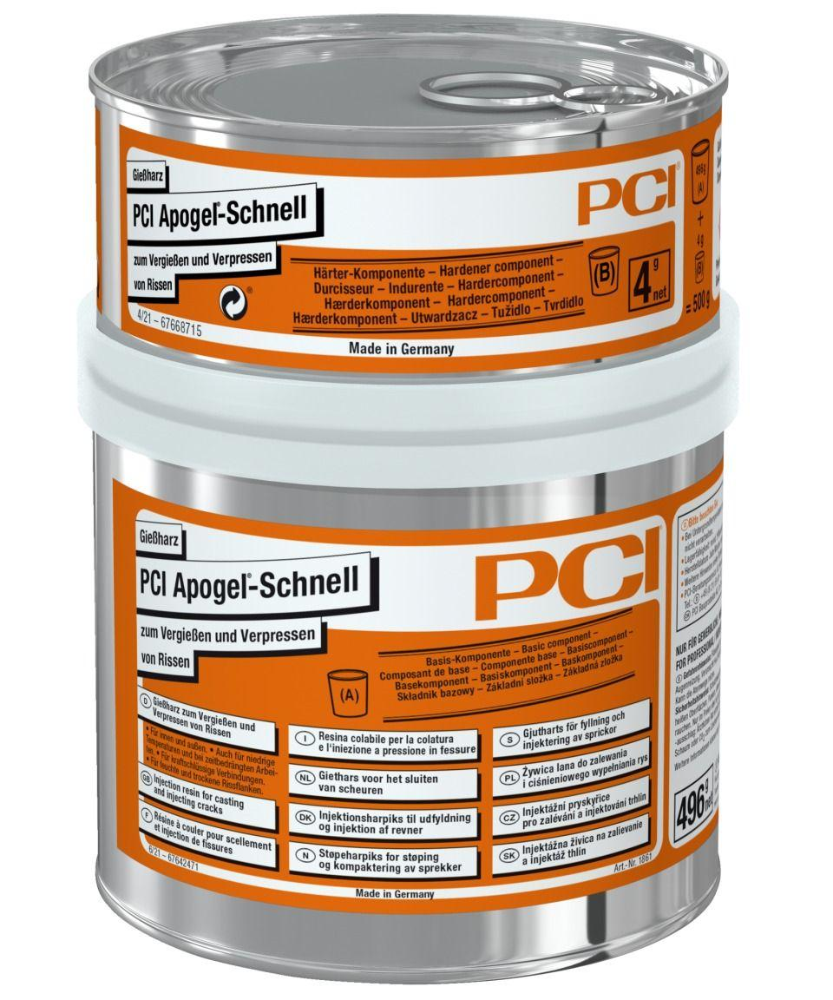 Gießharz
PCI Apogel®-Schnell
zum Vergießen und Verpressen
von Rissen
4/21 – 67668715
PCI®
Härter-Komponente – Hardener component –
Durcisseur – Indurente – Hardercomponent –
Hærderkomponent – Hardercomponent –
Hærderkomponent – Utwardzacz – Tužidlo – Tvrdidlo
(B)
4 g
net
Made in Germany
496 g
(A)
+
4 g
(B)
= 500 g
Gießharz
PCI Apogel®-Schnell
zum Vergießen und Verpressen
von Rissen
PCI®
(A)
Basis-Komponente – Basic component –
Composant de base – Componente base – Basiscomponent –
Basekomponent – Basiskomponent – Baskomponent –
Składnik bazowy – Základní složka – Základná zložka
D Gießharz zum Vergießen und
Verpressen von Rissen
• Für innen und außen. • Auch für niedrige
Temperaturen und bei zeitbedrängten Arbei-
ten. • Für kraftschlüssige Verbindungen.
• Für feuchte und trockene Rissflanken.
GB Injection resin for casting
and injecting cracks
F Résine à couler pour scellement
et injection de fissures
6/21 – 67642471
I Resina colabile per la colatura
e l'iniezione a pressione in fessure
NL Giethars voor het sluiten
van scheuren
DK Injektionsharpiks til udfyldning
og injektion af revner
N Støpeharpiks for støping
og kompaktering av sprekker
S Gjutharts för fyllning och
injektering av sprickor
PL Żywica lana do zalewania
i ciśnieniowego wypełniania rys
CZ Injektážní pryskyřice
pro zalévání a injektování trhlin
SK Injektážna živica na zalievanie
a injektáž thlín
Art.-Nr. 1861
Made in Germany
D Bitte beachten Sie
nicht verarbeiten.
NUR FÜR GEWERBLICHE
FOR PROFESSIONAL
496 g
net